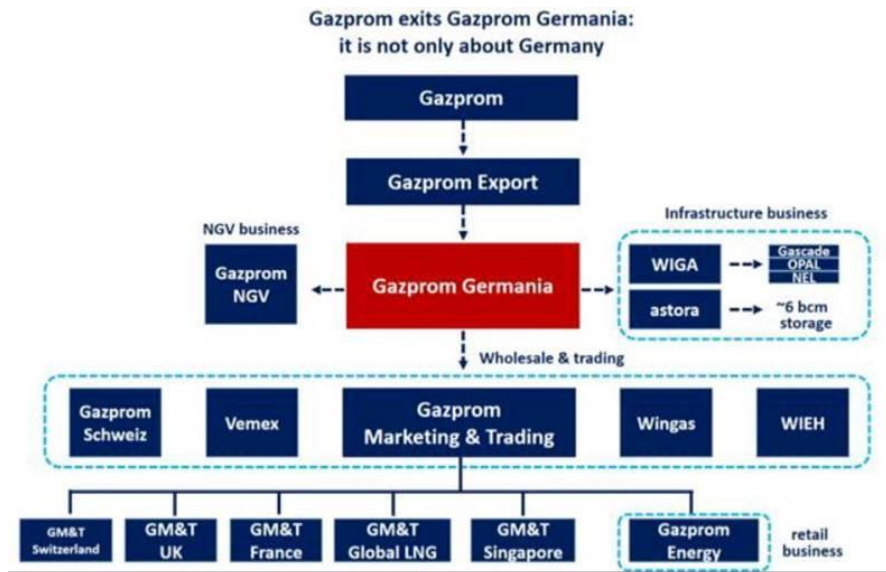 Gazprom exits Gazprom Germania:
it is not only about Germany
Gazprom
Gazprom Export
NGV business
Gazprom
NGV
Gazprom Germania
Infrastructure business
WIGA
Gascade
OPAL
NEL
astora
~6 bcm
storage
Wholesale & trading
Gazprom
Schweiz
Vemex
Gazprom
Marketing & Trading
Wingas
WIEH
GM&T
Switzerland
GM&T
UK
GM&T
France
GM&T
Global LNG
GM&T
Singapore
Gazprom
Energy
retail
business